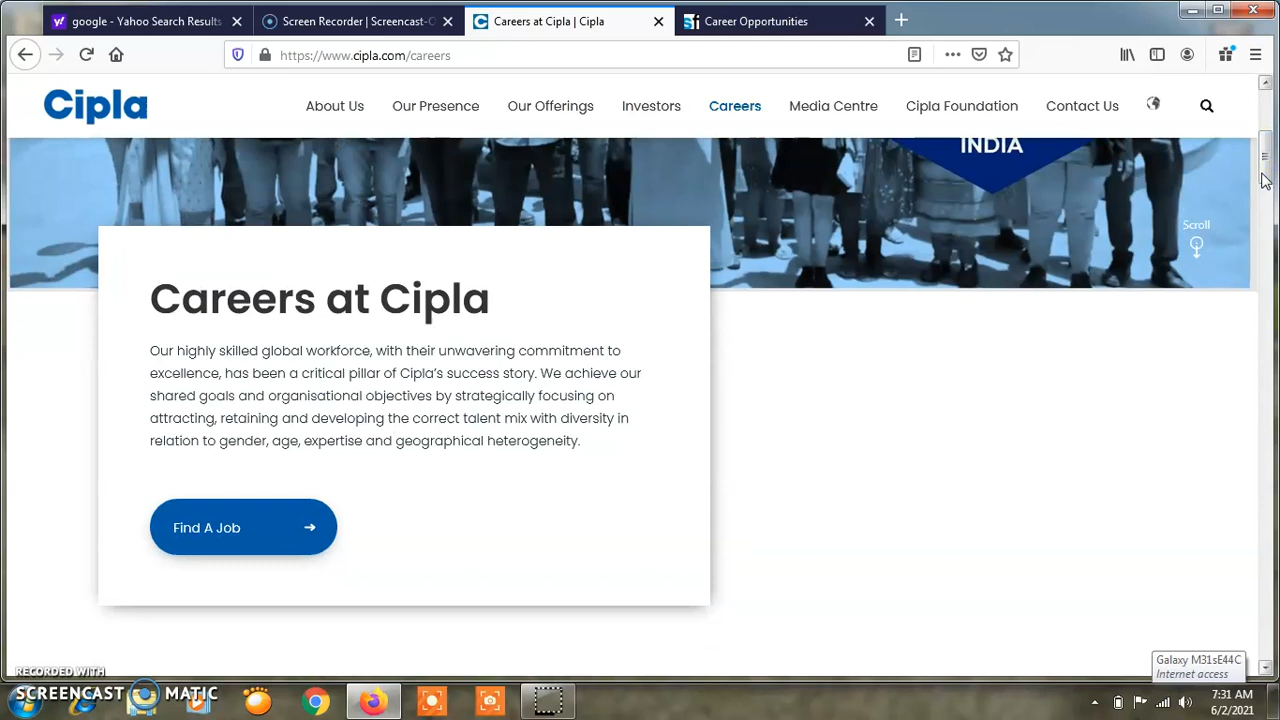 google - Yahoo Search Results
Screen Recorder | Screencast-O
Careers at Cipla | Cipla
Career Opportunities
https://www.cipla.com/careers
Cipla
About Us
Our Presence
Our Offerings
Investors
Careers
Media Centre
Cipla Foundation
Contact Us
INDIA
Scroll
Careers at Cipla
Our highly skilled global workforce, with their unwavering commitment to
excellence, has been a critical pillar of Cipla's success story. We achieve our
shared goals and organisational objectives by strategically focusing on
attracting, retaining and developing the correct talent mix with diversity in
relation to gender, age, expertise and geographical heterogeneity.
Find A Job →
Galaxy M31sE44C
Internet access
RECORDED WITH
SCREENCAST MATIC
7:31 AM
6/2/2021